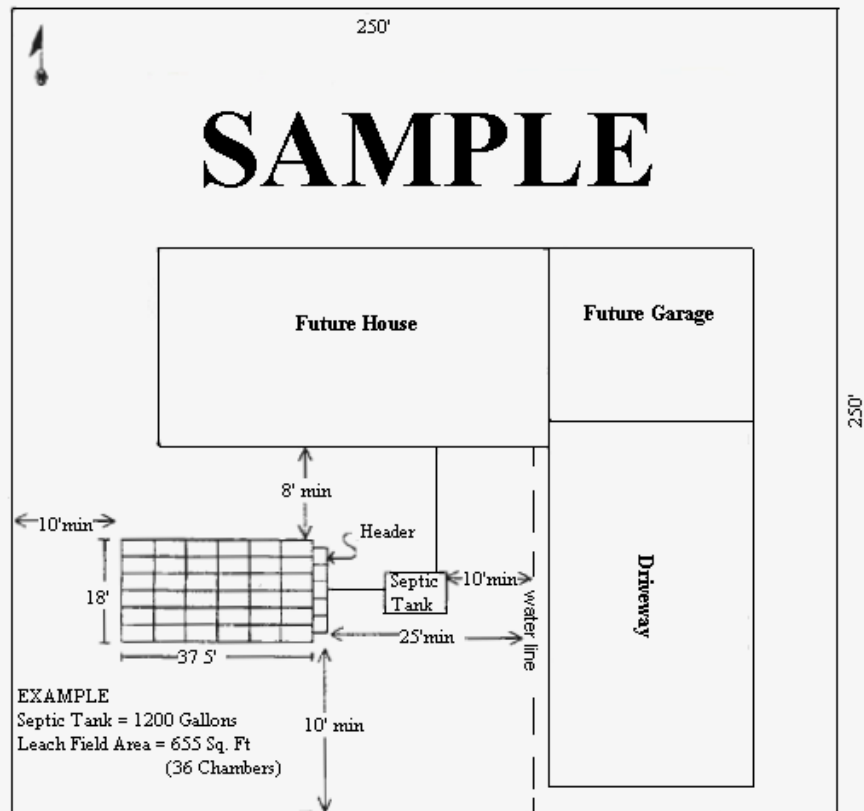 250'
SAMPLE
Future House
Future Garage
250'
8' min
10'min
Header
Septic
Tank
10'min
Driveway
18'
water line
25'min
37 5'
EXAMPLE
Septic Tank = 1200 Gallons
10' min
Leach Field Area = 655 Sq. Ft
(36 Chambers)